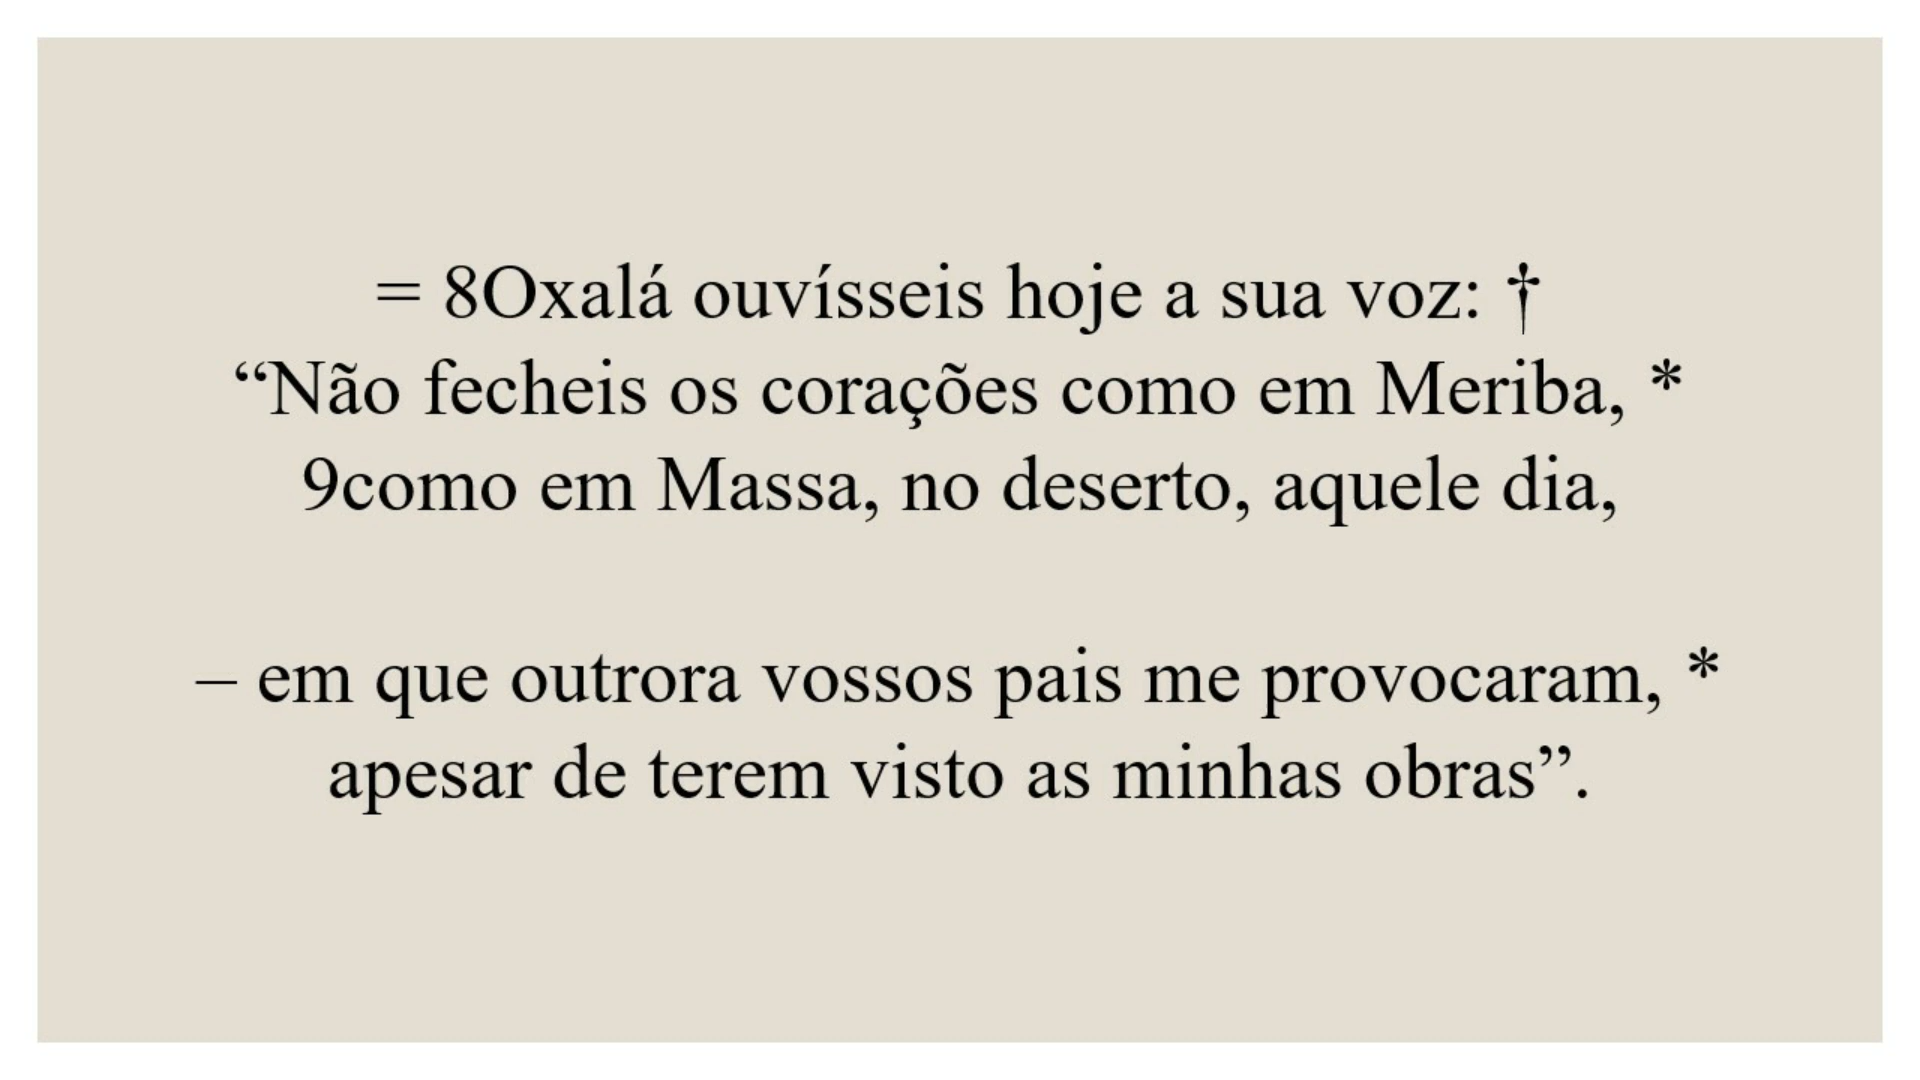 = 8Oxalá ouvísseis hoje a sua voz: †
“Não fecheis os corações como em Meriba, *
9como em Massa, no deserto, aquele dia,
– em que outrora vossos pais me provocaram, *
apesar de terem visto as minhas obras”.